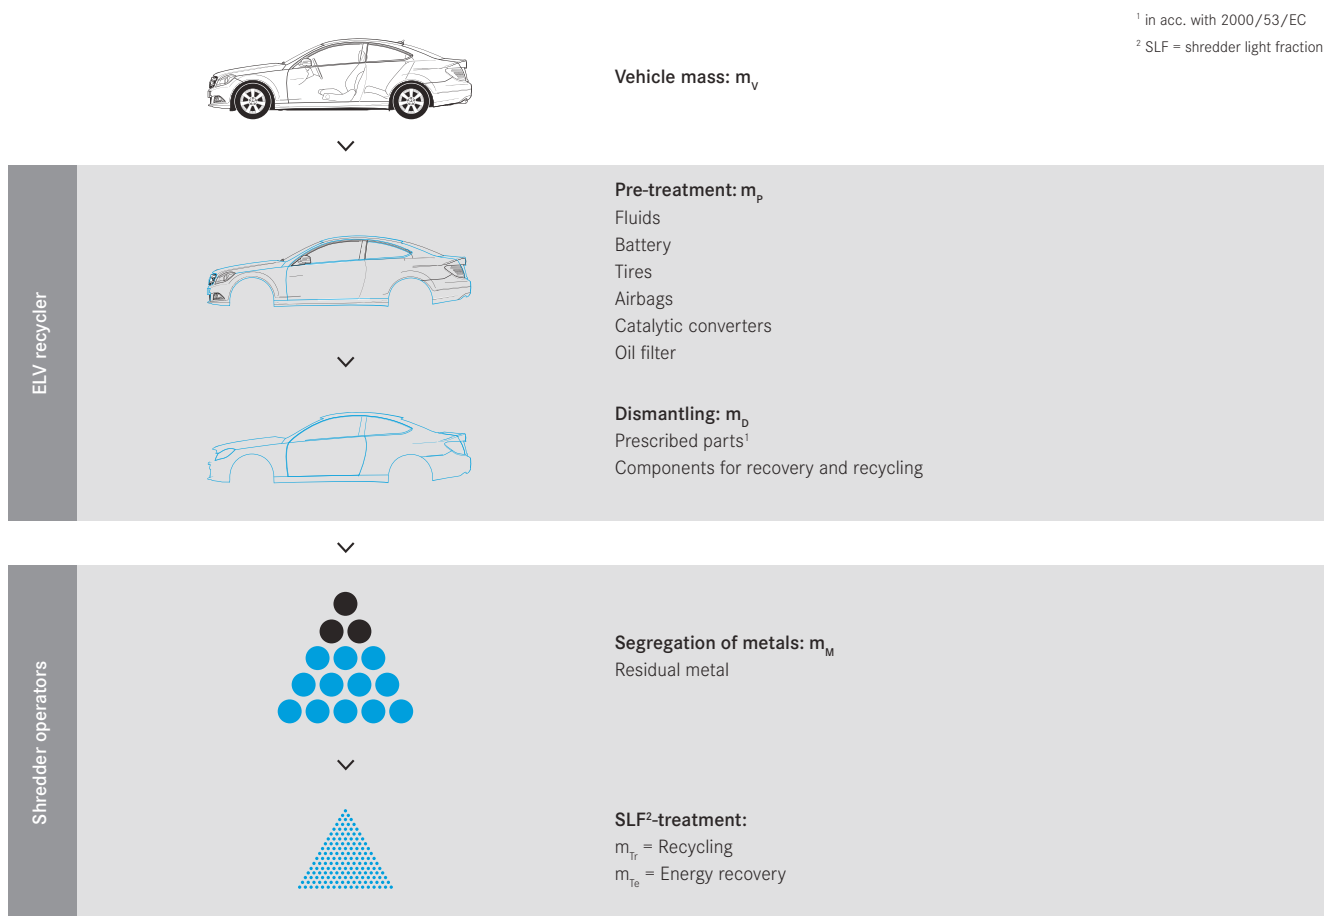 ¹ in acc. with 2000/53/EC
² SLF = shredder light fraction
Vehicle mass: mV
ELV recycler
Pre-treatment: mP
Fluids
Battery
Tires
Airbags
Catalytic converters
Oil filter
Dismantling: mD
Prescribed parts¹
Components for recovery and recycling
Shredder operators
Segregation of metals: mM
Residual metal
SLF²-treatment:
mTr = Recycling
mTe = Energy recovery